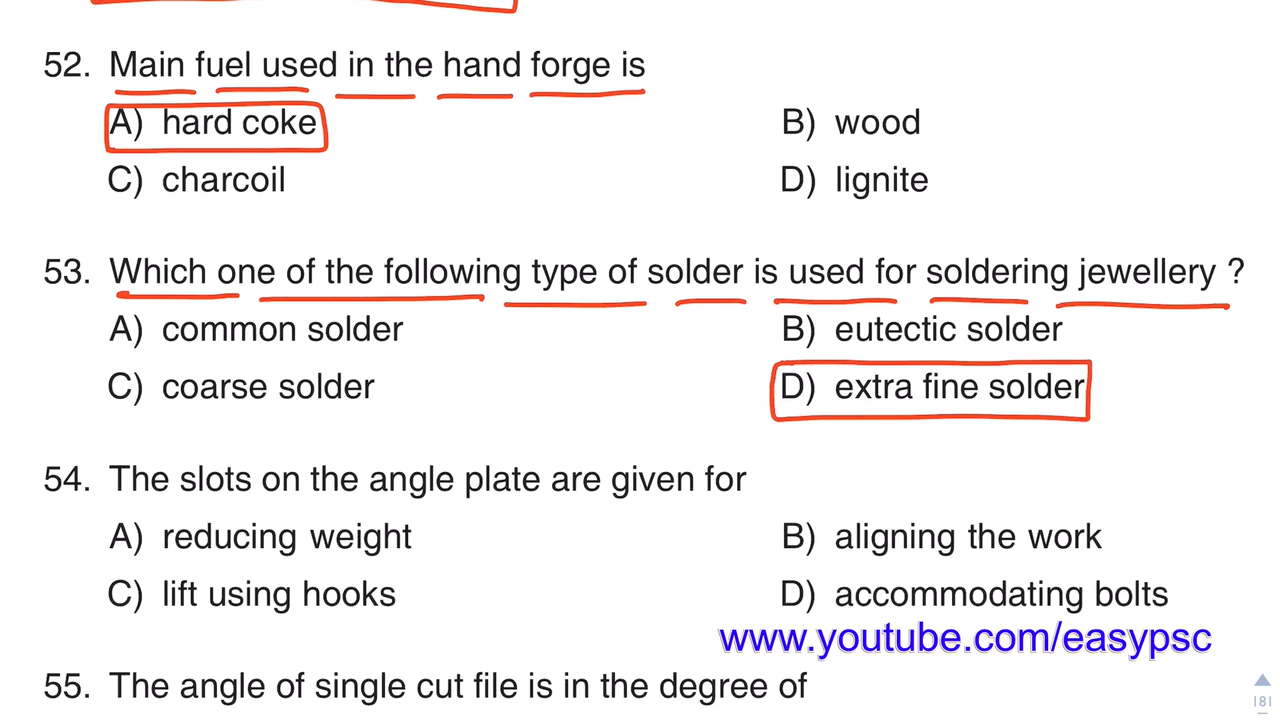 52. Main fuel used in the hand forge is
A) hard coke B) wood
C) charcoil D) lignite
53. Which one of the following type of solder is used for soldering jewellery ?
A) common solder B) eutectic solder
C) coarse solder D) extra fine solder
54. The slots on the angle plate are given for
A) reducing weight B) aligning the work
C) lift using hooks D) accommodating bolts
www.youtube.com/easypsc
55. The angle of single cut file is in the degree of
181